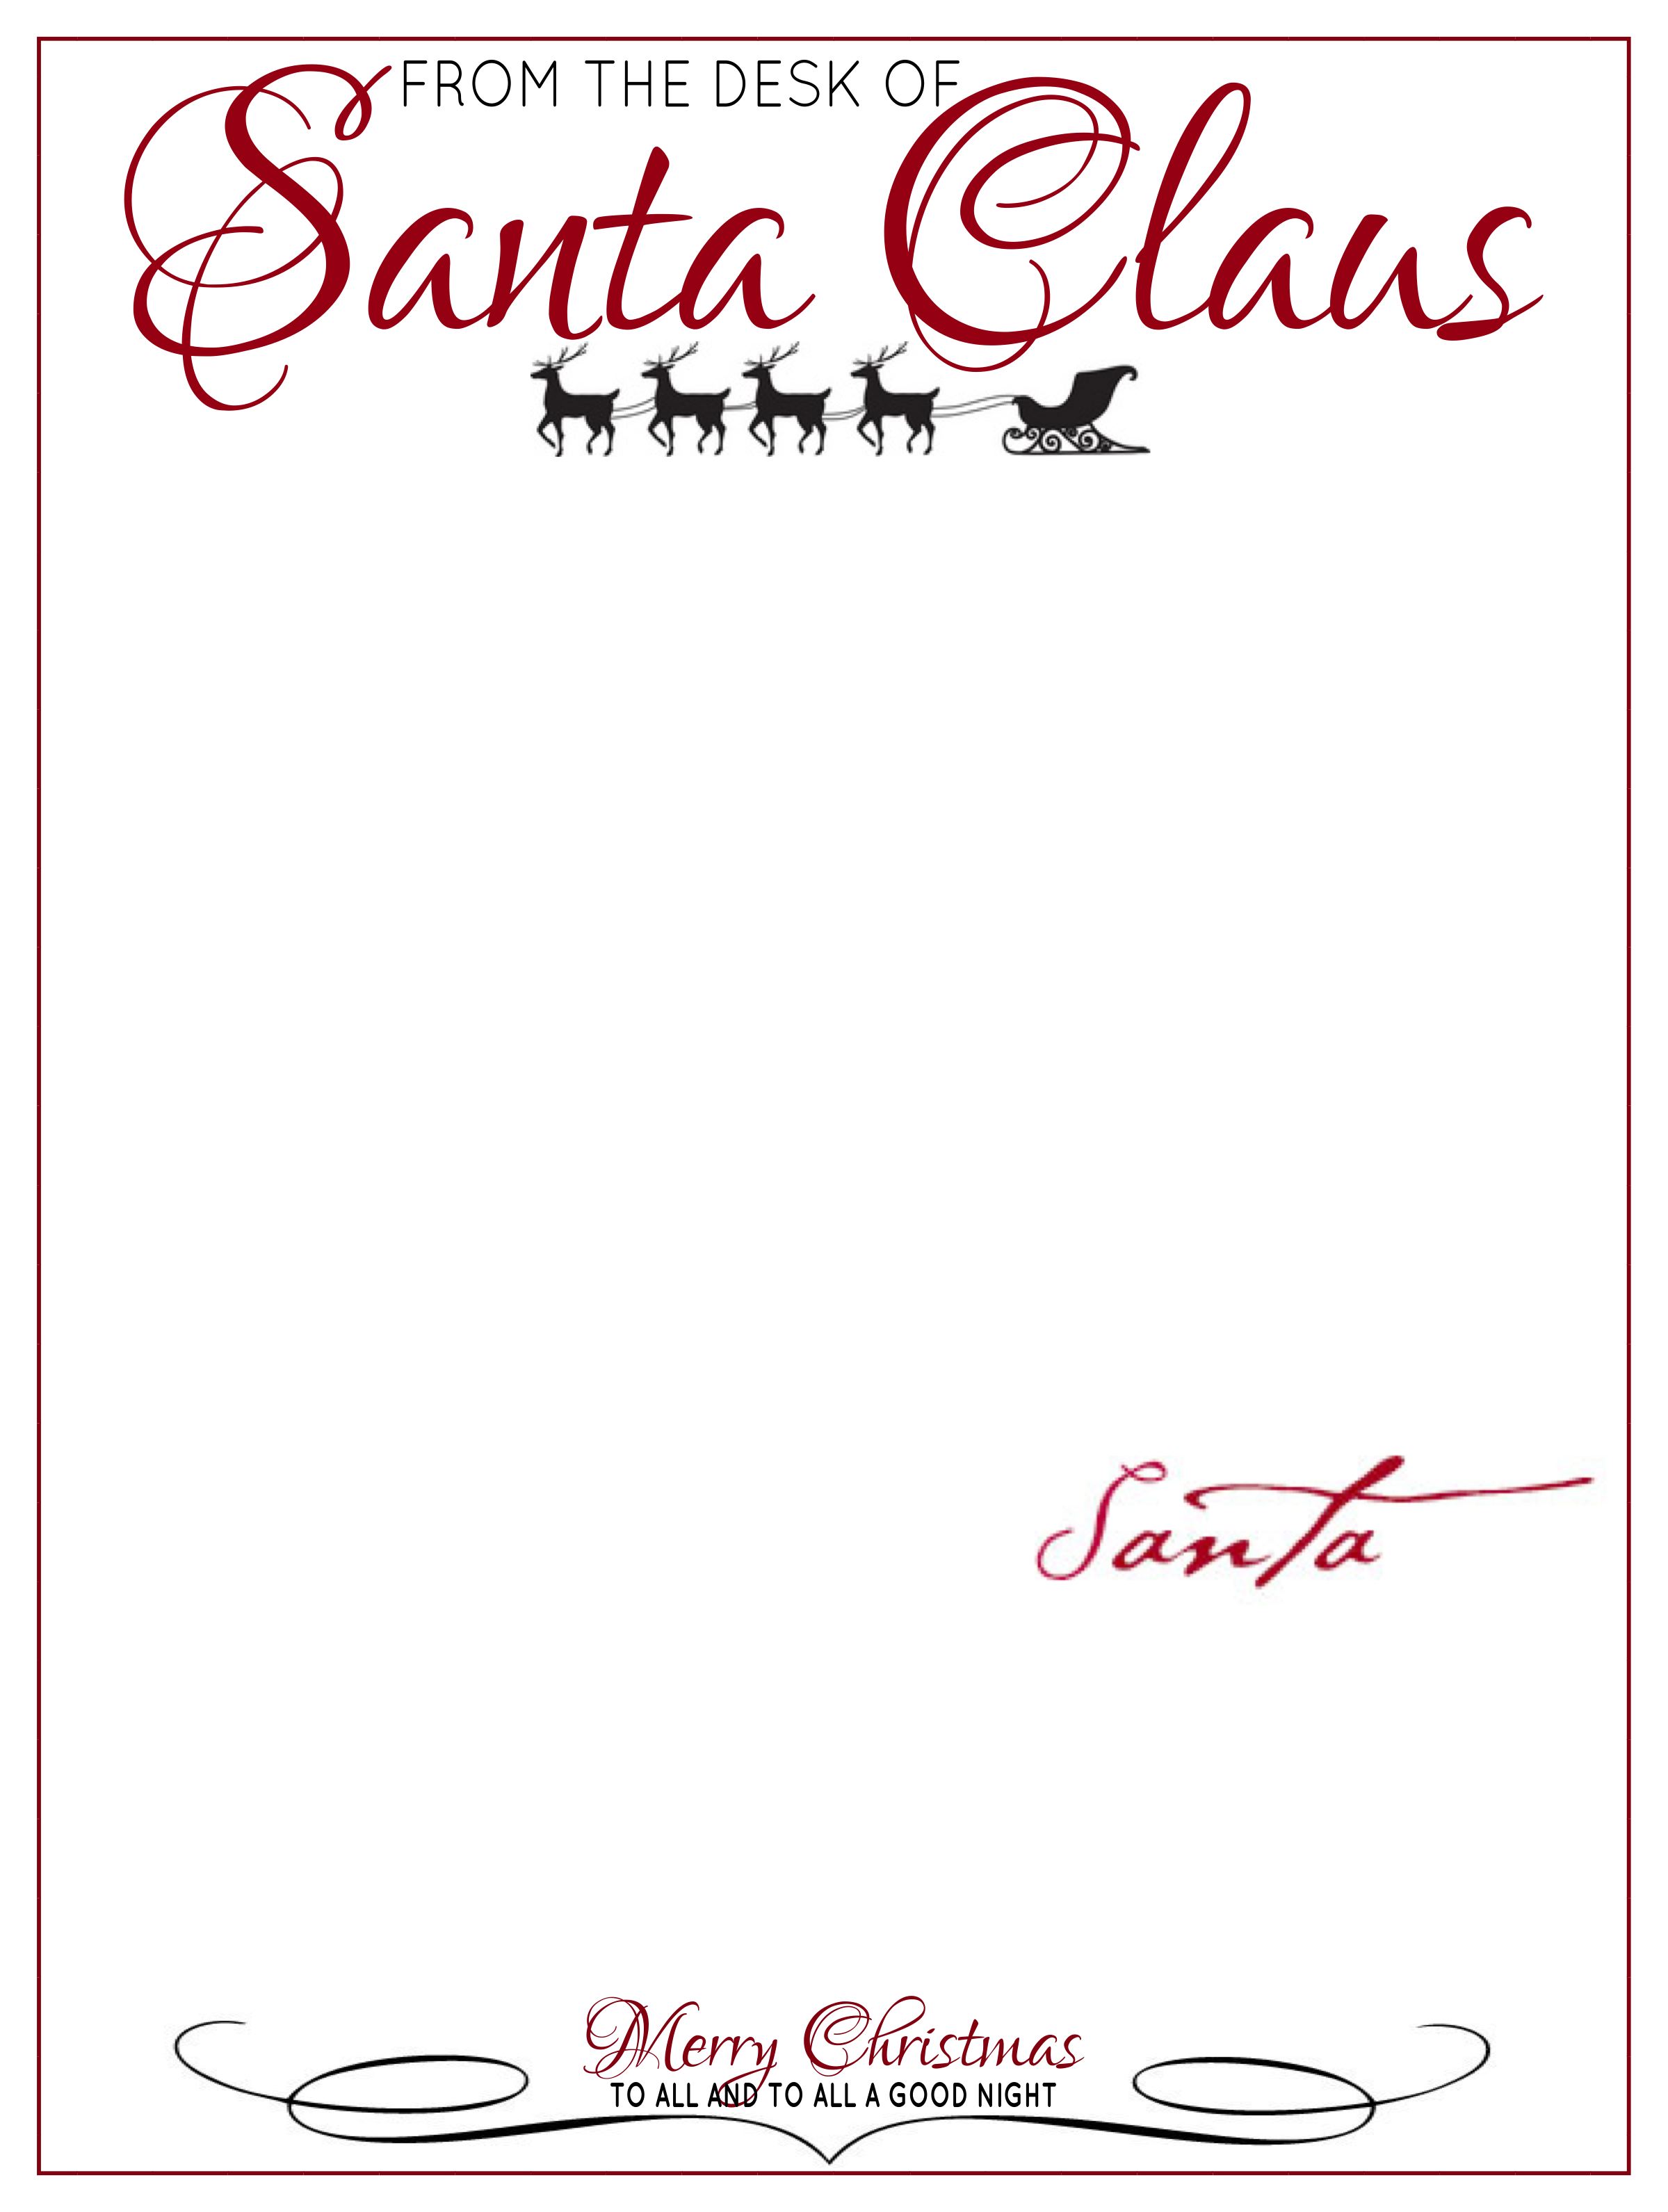 FROM THE DESK OF
Santa Claus
Santa
Merry Christmas
TO ALL AND TO ALL A GOOD NIGHT